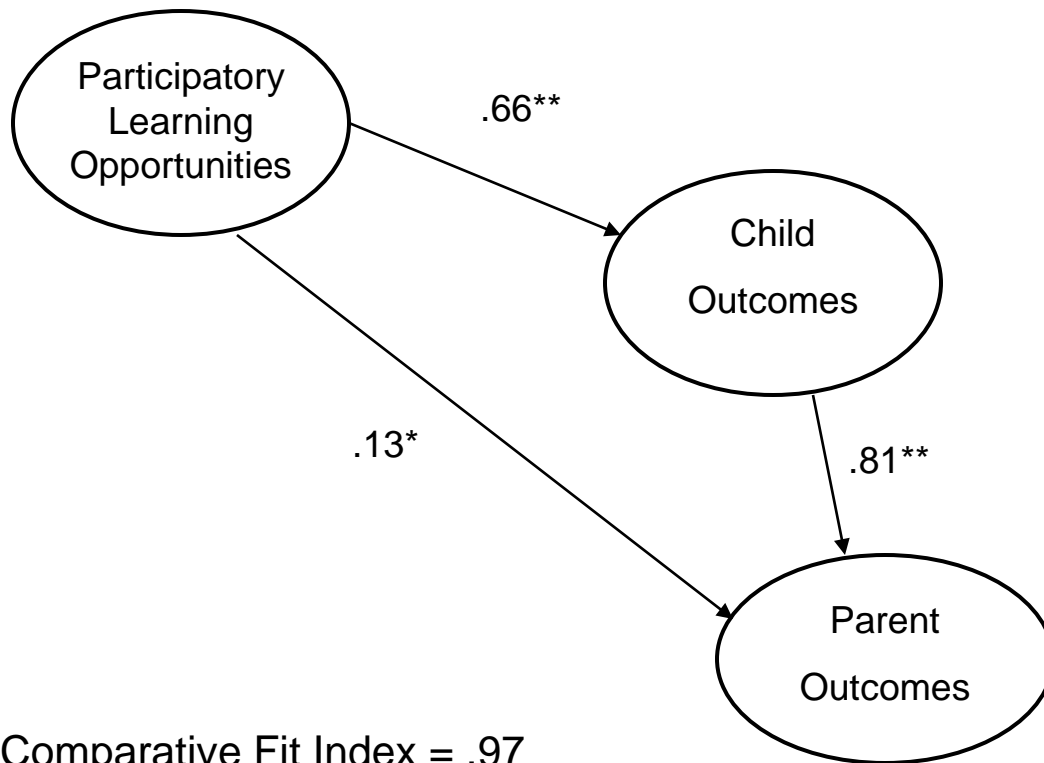 Participatory
Learning
Opportunities
.66**
Child
Outcomes
.13*
.81**
Parent
Outcomes
Comparative Fit Index = .97